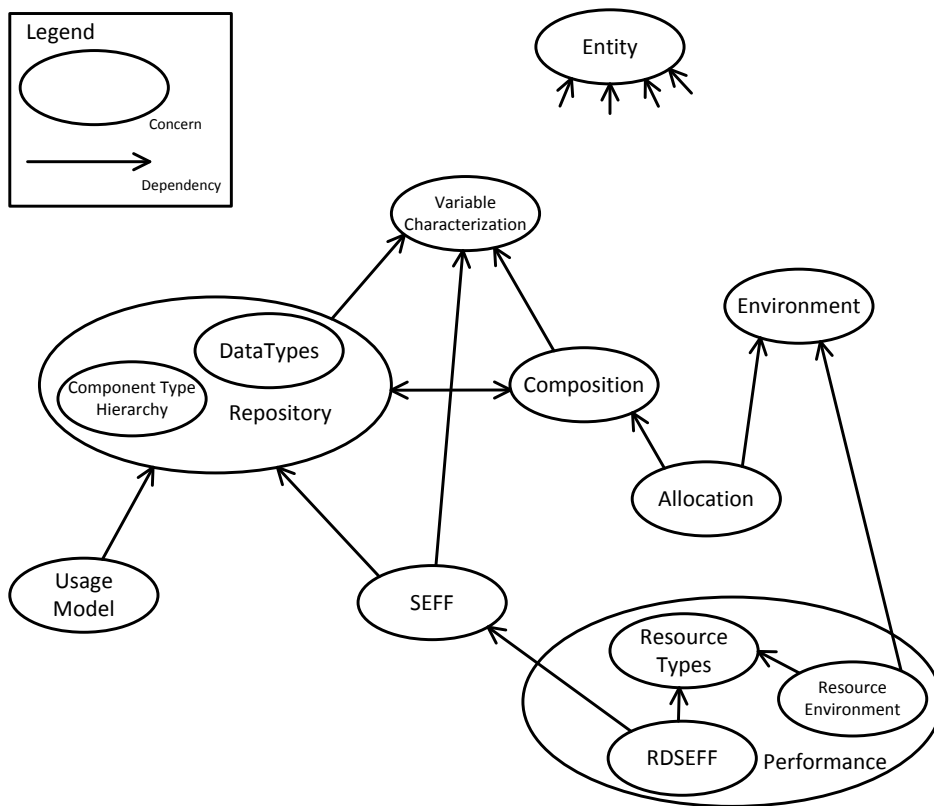 Legend
Concern
Dependency
Entity
Variable
Characterization
Environment
DataTypes
Component Type
Hierarchy
Repository
Composition
Allocation
Usage
Model
SEFF
Resource
Types
Resource
Environment
RDSEFF
Performance